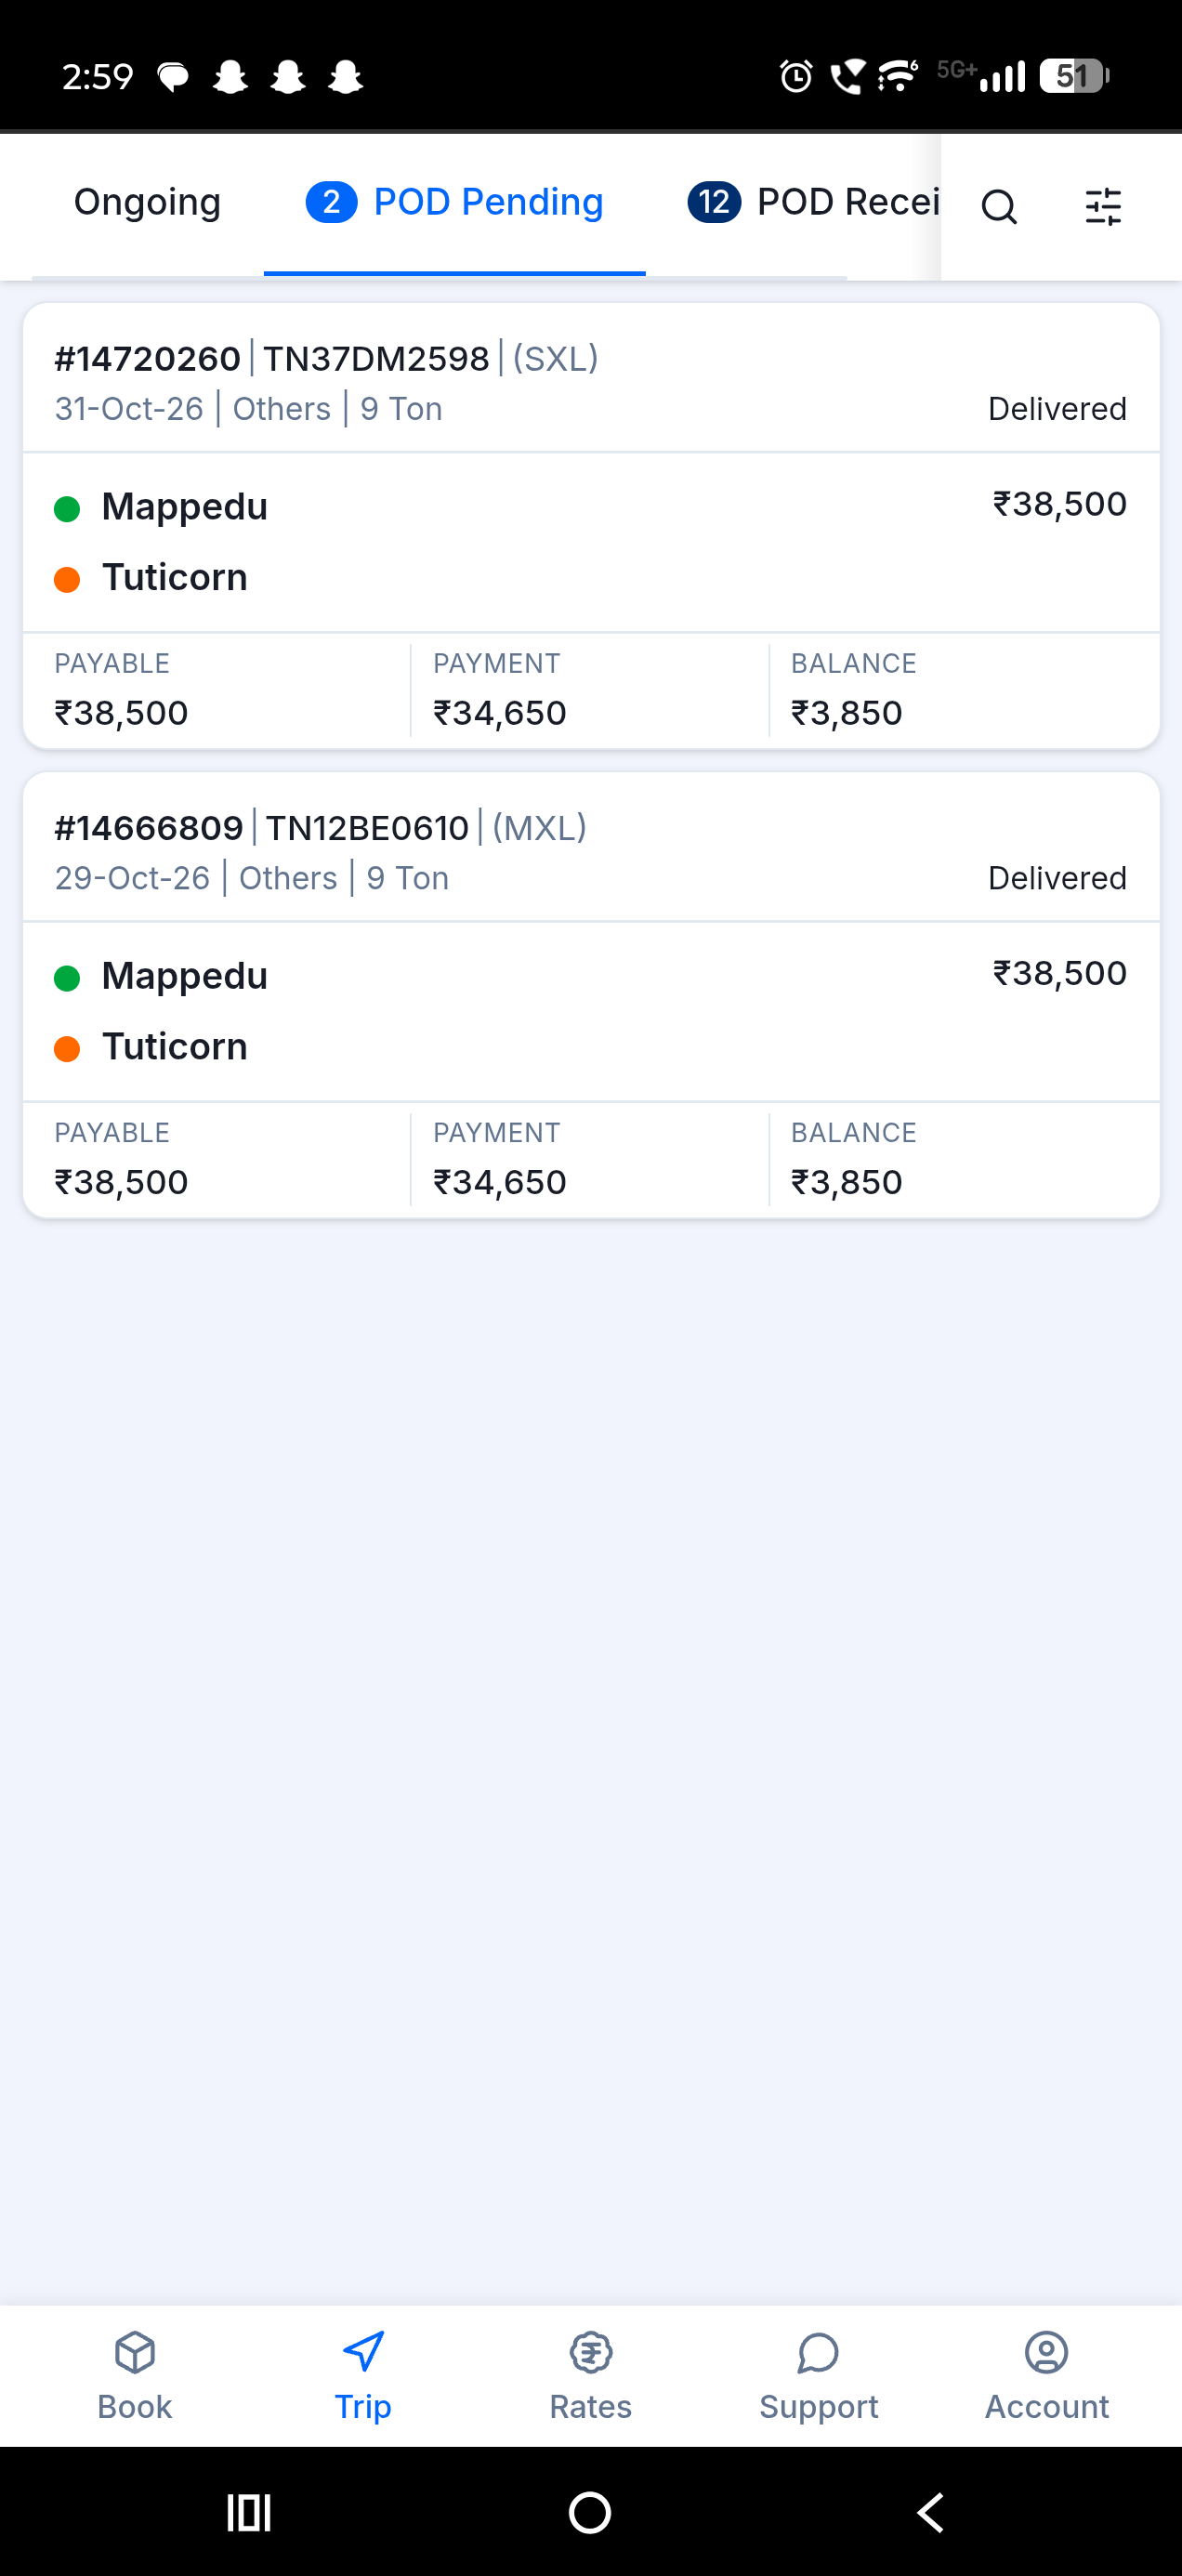 2:59
6 5G+ 51
Ongoing 2 POD Pending 12 POD Recei
#14720260 | TN37DM2598 | (SXL)
31-Oct-26 | Others | 9 Ton Delivered
Mappedu ₹38,500
Tuticorn
PAYABLE PAYMENT BALANCE
₹38,500 ₹34,650 ₹3,850
#14666809 | TN12BE0610 | (MXL)
29-Oct-26 | Others | 9 Ton Delivered
Mappedu ₹38,500
Tuticorn
PAYABLE PAYMENT BALANCE
₹38,500 ₹34,650 ₹3,850
Book Trip Rates Support Account